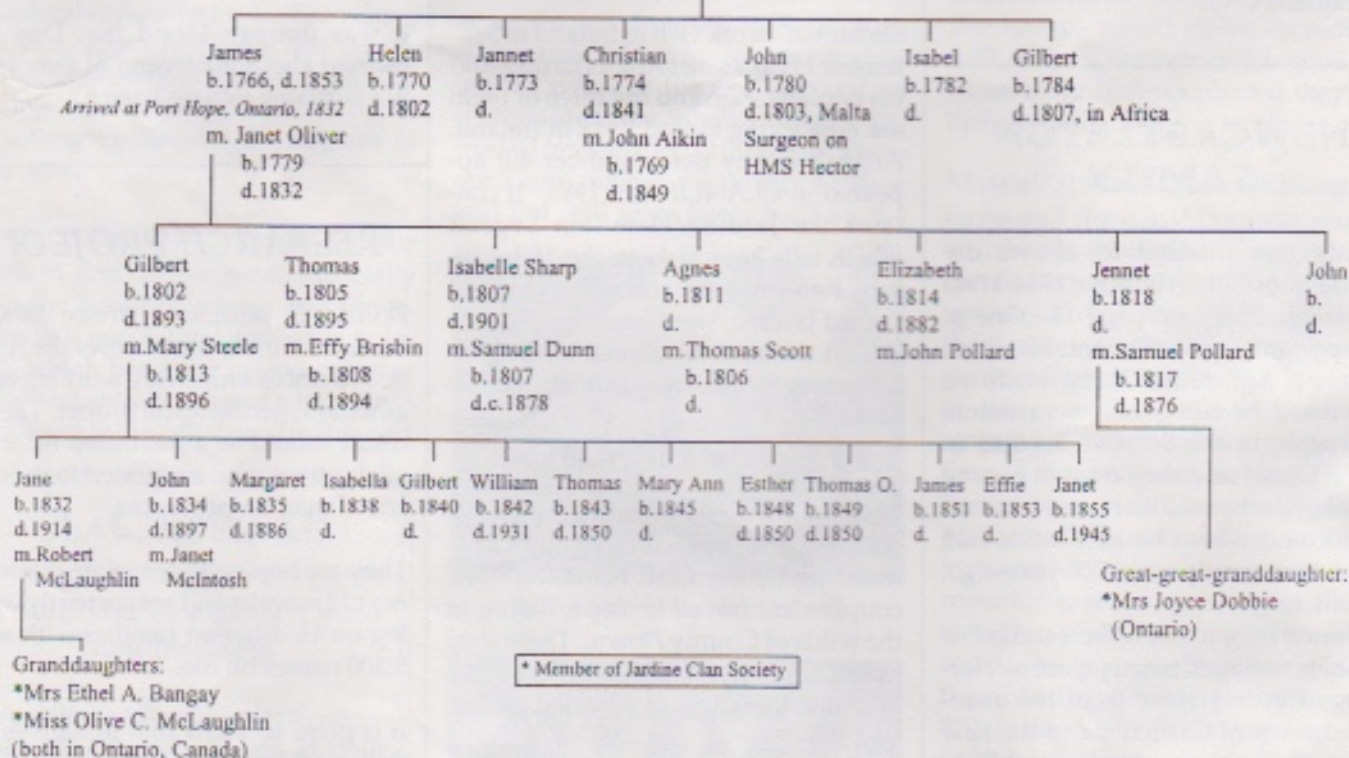 James
b.1766, d.1853
Arrived at Port Hope, Ontario, 1832
m. Janet Oliver
b.1779
d.1832
Helen
b.1770
d.1802
Jannet
b.1773
d.
Christian
b.1774
d.1841
m.John Aikin
b.1769
d.1849
John
b.1780
d.1803, Malta
Surgeon on
HMS Hector
Isabel
b.1782
d.
Gilbert
b.1784
d.1807, in Africa
Gilbert
b.1802
d.1893
m.Mary Steele
b.1813
d.1896
Thomas
b.1805
d.1895
m.Effy Brisbin
b.1808
d.1894
Isabelle Sharp
b.1807
d.1901
m.Samuel Dunn
b.1807
d.c.1878
Agnes
b.1811
d.
m.Thomas Scott
b.1806
d.
Elizabeth
b.1814
d.1882
m.John Pollard
Jennet
b.1818
d.
m.Samuel Pollard
b.1817
d.1876
John
b.
d.
Jane
b.1832
d.1914
m.Robert
McLaughlin
John
b.1834
d.1897
m.Janet
McIntosh
Margaret
b.1835
d.1886
Isabella
b.1838
d.
Gilbert
b.1840
d.
William
b.1842
d.1931
Thomas
b.1843
d.1850
Mary Ann
b.1845
d.
Esther
b.1848
d.1850
Thomas O.
b.1849
d.1850
James
b.1851
d.
Effie
b.1853
d.
Janet
b.1855
d.1945
Great-great-granddaughter:
*Mrs Joyce Dobbie
(Ontario)
Granddaughters:
*Mrs Ethel A. Bangay
*Miss Olive C. McLaughlin
(both in Ontario, Canada)
* Member of Jardine Clan Society